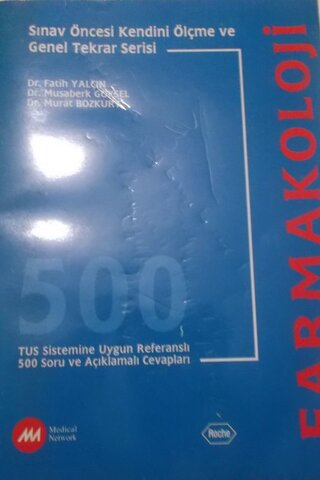 Sınav Öncesi Kendini Ölçme ve
Genel Tekrar Serisi
Dr. Fatih YALÇIN
Dr. Musaberk GÖKSEL
Dr. Murat BOZKURT
FARMAKOLOJİ
500
TUS Sistemine Uygun Referanslı
500 Soru ve Açıklamalı Cevapları
Medical
Network
Roche